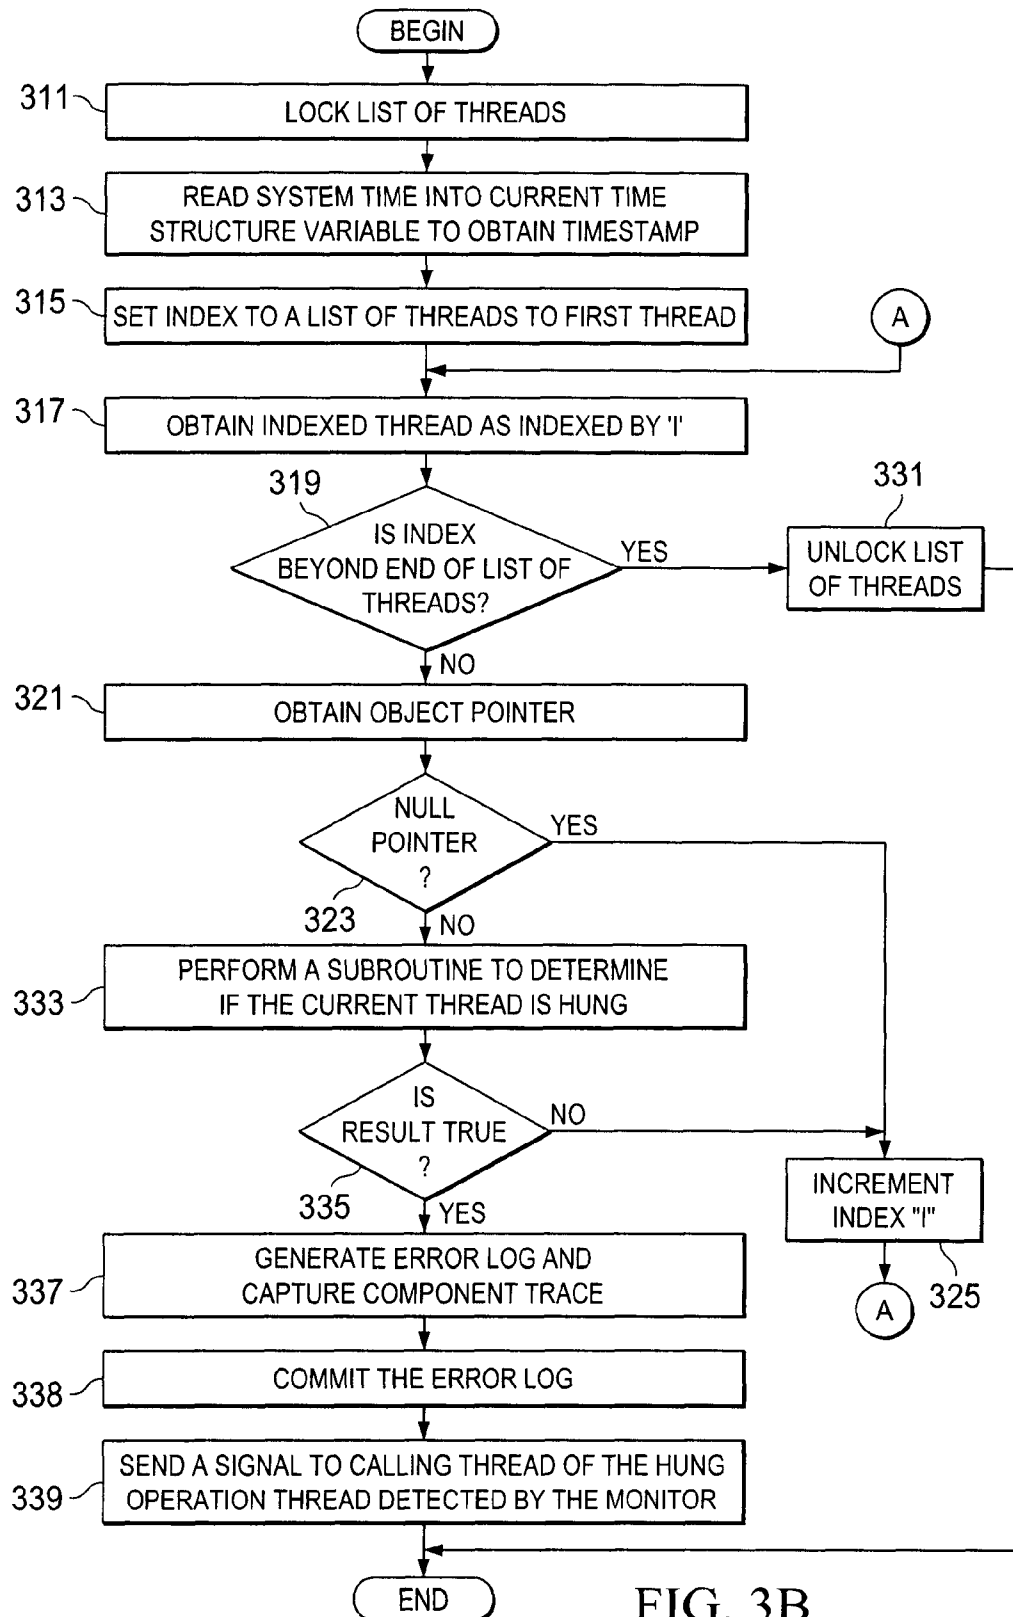 BEGIN
311
LOCK LIST OF THREADS
313
READ SYSTEM TIME INTO CURRENT TIME
STRUCTURE VARIABLE TO OBTAIN TIMESTAMP
315
SET INDEX TO A LIST OF THREADS TO FIRST THREAD
A
317
OBTAIN INDEXED THREAD AS INDEXED BY 'I'
319
IS INDEX
BEYOND END OF LIST OF
THREADS?
YES
331
UNLOCK LIST
OF THREADS
NO
321
OBTAIN OBJECT POINTER
NULL
POINTER
?
YES
323
NO
333
PERFORM A SUBROUTINE TO DETERMINE
IF THE CURRENT THREAD IS HUNG
IS
RESULT TRUE
?
NO
335
YES
INCREMENT
INDEX "I"
325
A
337
GENERATE ERROR LOG AND
CAPTURE COMPONENT TRACE
338
COMMIT THE ERROR LOG
339
SEND A SIGNAL TO CALLING THREAD OF THE HUNG
OPERATION THREAD DETECTED BY THE MONITOR
END
FIG. 3B